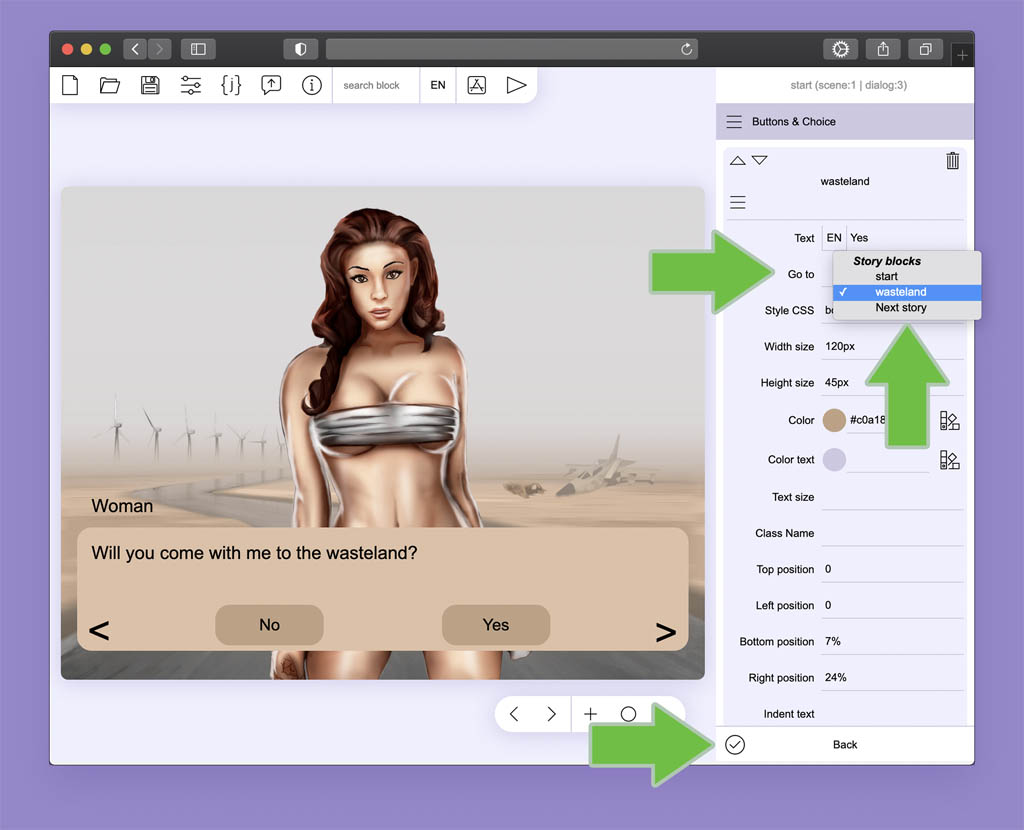 search block
EN
start (scene:1 | dialog:3)
Buttons & Choice
wasteland
Text EN Yes
Go to
Story blocks
start
wasteland
Next story
Style CSS
Width size 120px
Height size 45px
Color #c0a18
Color text
Text size
Class Name
Top position 0
Left position 0
Bottom position 7%
Right position 24%
Indent text
Back
Woman
Will you come with me to the wasteland?
< No Yes >